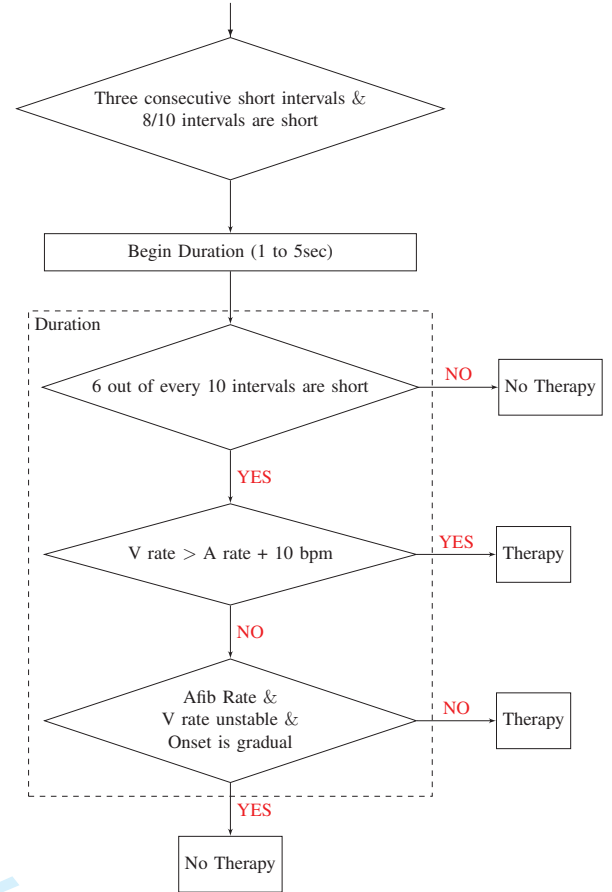 Three consecutive short intervals &
8/10 intervals are short
Begin Duration (1 to 5sec)
Duration
6 out of every 10 intervals are short
NO
No Therapy
YES
V rate > A rate + 10 bpm
YES
Therapy
NO
Afib Rate &
V rate unstable &
Onset is gradual
NO
Therapy
YES
No Therapy